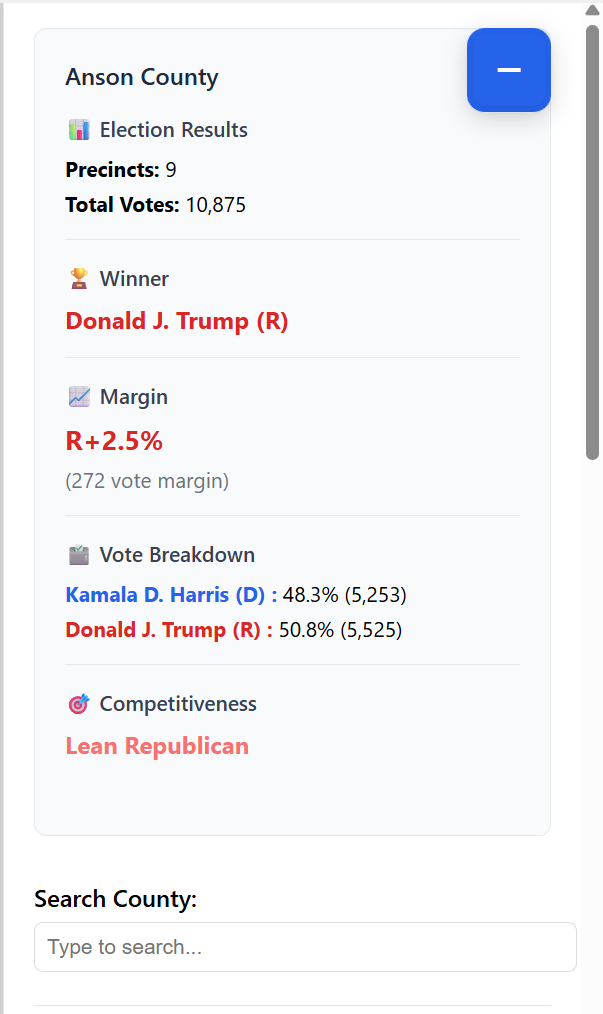 Anson County
📊 Election Results
Precincts: 9
Total Votes: 10,875
🏆 Winner
Donald J. Trump (R)
📈 Margin
R+2.5%
(272 vote margin)
🗳️ Vote Breakdown
Kamala D. Harris (D) : 48.3% (5,253)
Donald J. Trump (R) : 50.8% (5,525)
🎯 Competitiveness
Lean Republican
Search County:
Type to search...